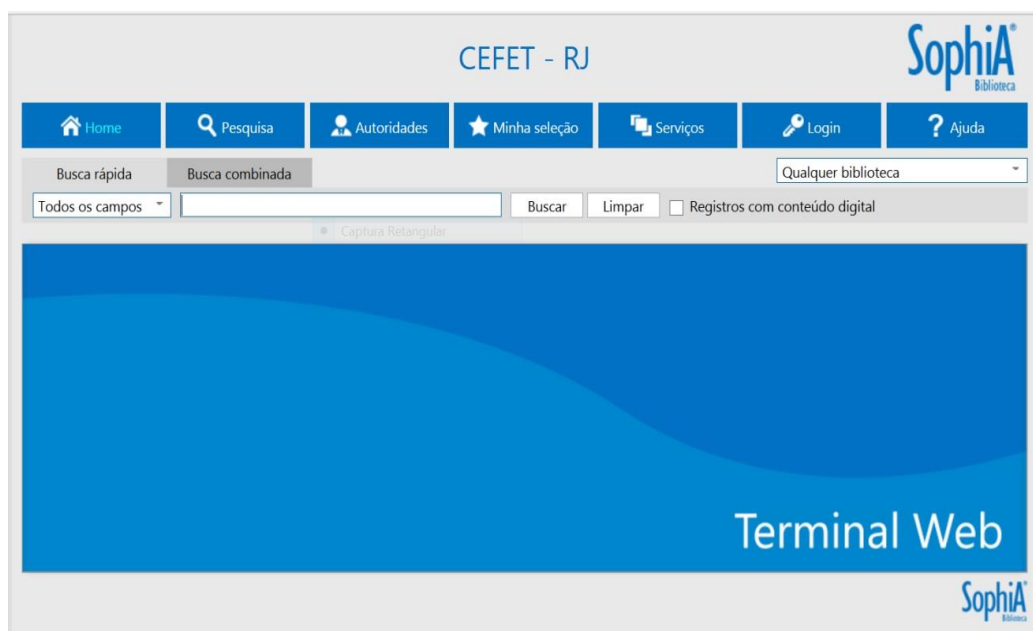 CEFET - RJ
SophiA®
Biblioteca
Home Pesquisa Autoridades Minha seleção Serviços Login ? Ajuda
Busca rápida Busca combinada Qualquer biblioteca
Todos os campos Buscar Limpar Registros com conteúdo digital
Captura Retangular
Terminal Web
SophiA
Biblioteca